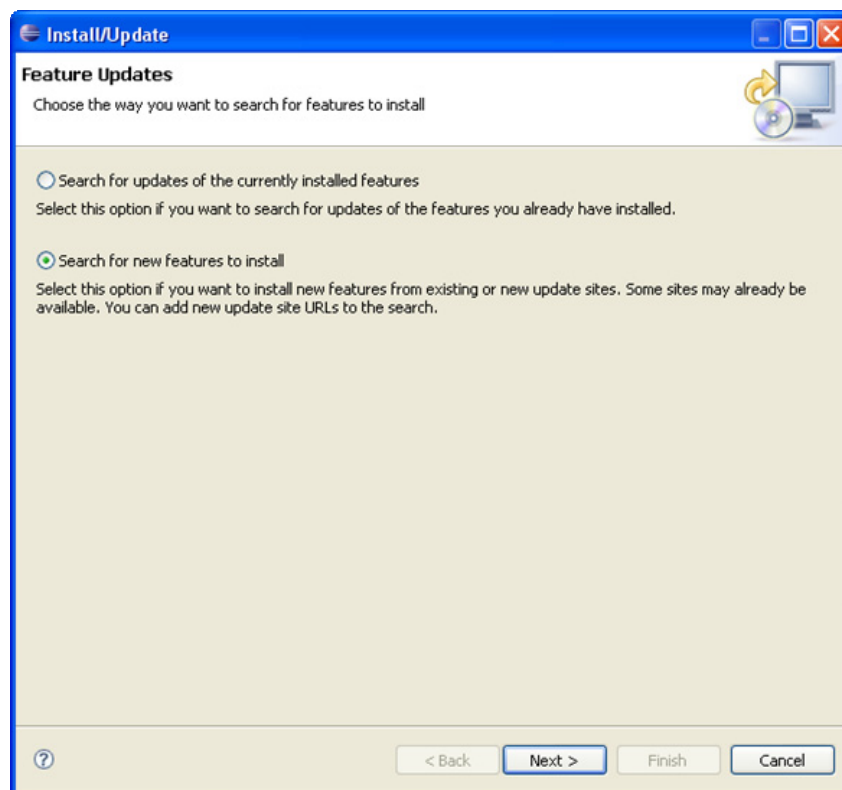 Install/Update
Feature Updates
Choose the way you want to search for features to install
Search for updates of the currently installed features
Select this option if you want to search for updates of the features you already have installed.
Search for new features to install
Select this option if you want to install new features from existing or new update sites. Some sites may already be
available. You can add new update site URLs to the search.
? < Back Next > Finish Cancel